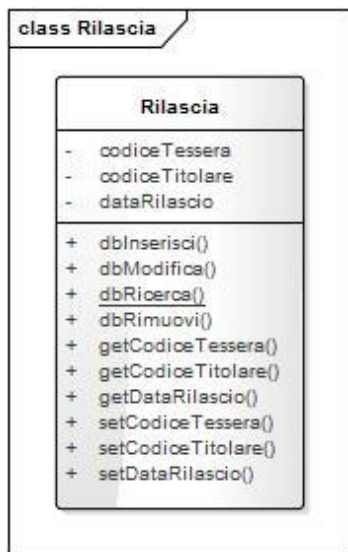 class Rilascia
Rilascia
- codiceTessera
- codiceTitolare
- dataRilascio
+ dbInserisci()
+ dbModifica()
+ dbRicerca()
+ dbRimuovi()
+ getCodiceTessera()
+ getCodiceTitolare()
+ getDataRilascio()
+ setCodiceTessera()
+ setCodiceTitolare()
+ setDataRilascio()